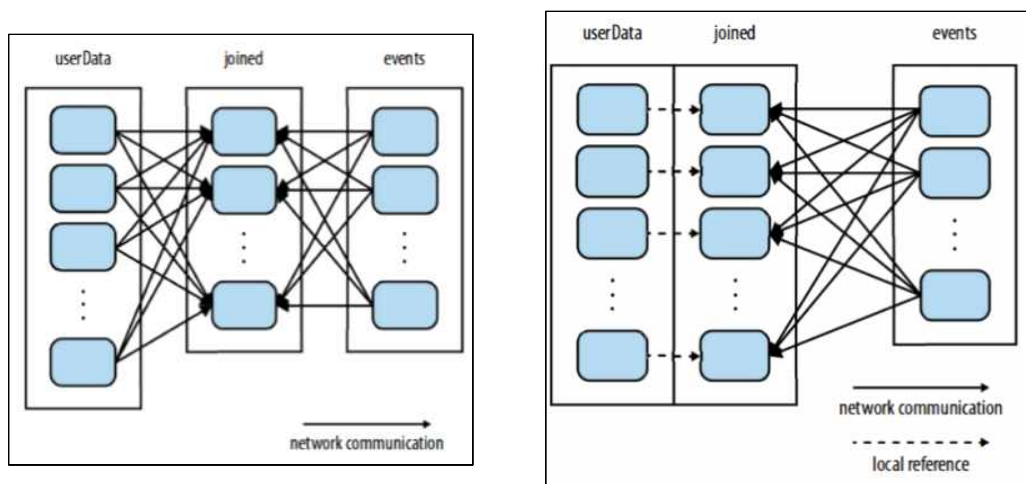 userData joined events
network communication
userData joined events
network communication
local reference